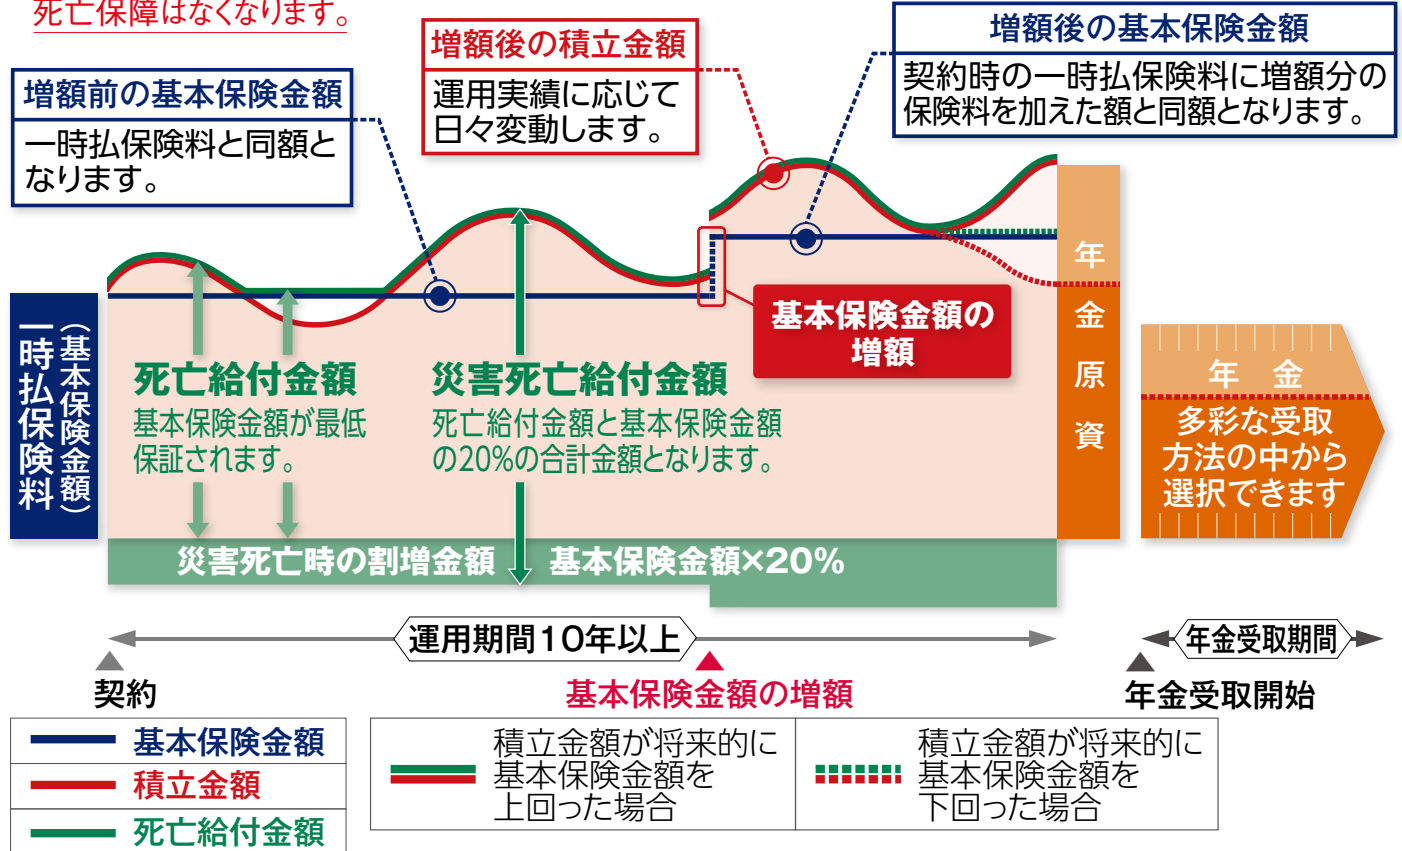 死亡保障はなくなります。
増額前の基本保険金額
一時払保険料と同額と
なります。
増額後の積立金額
運用実績に応じて
日々変動します。
増額後の基本保険金額
契約時の一時払保険料に増額分の
保険料を加えた額と同額となります。
一時払保険料
（基本保険金額）
死亡給付金額
基本保険金額が最低
保証されます。
災害死亡給付金額
死亡給付金額と基本保険金額
の20%の合計金額となります。
基本保険金額の
増額
年金原資
年金
多彩な受取
方法の中から
選択できます
災害死亡時の割増金額 基本保険金額×20%
運用期間10年以上
年金受取期間
契約
基本保険金額の増額
年金受取開始
基本保険金額
積立金額
死亡給付金額
積立金額が将来的に
基本保険金額を
上回った場合
積立金額が将来的に
基本保険金額を
下回った場合